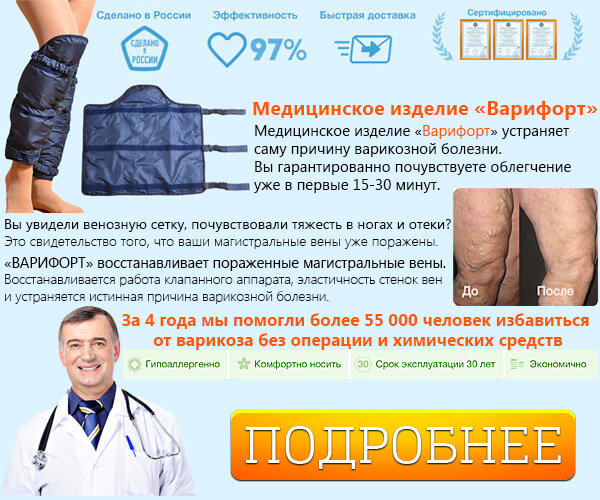 Сделано в России
Эффективность
Быстрая доставка
Сертифицировано
СДЕЛАНО
В
РОССИИ
97%
Медицинское изделие «Варифорт»
Медицинское изделие «Варифорт» устраняет
саму причину варикозной болезни.
Вы гарантированно почувствуете облегчение
уже в первые 15-30 минут.
Вы увидели венозную сетку, почувствовали тяжесть в ногах и отеки?
Это свидетельство того, что ваши магистральные вены уже поражены.
«ВАРИФОРТ» восстанавливает пораженные магистральные вены.
Восстанавливается работа клапанного аппарата, эластичность стенок вен
и устраняется истинная причина варикозной болезни.
До
После
За 4 года мы помогли более 55 000 человек избавиться
от варикоза без операции и химических средств
Гипоаллергенно
Комфортно носить
30 Срок эксплуатации 30 лет
Экономично
ПОДРОБНЕЕ